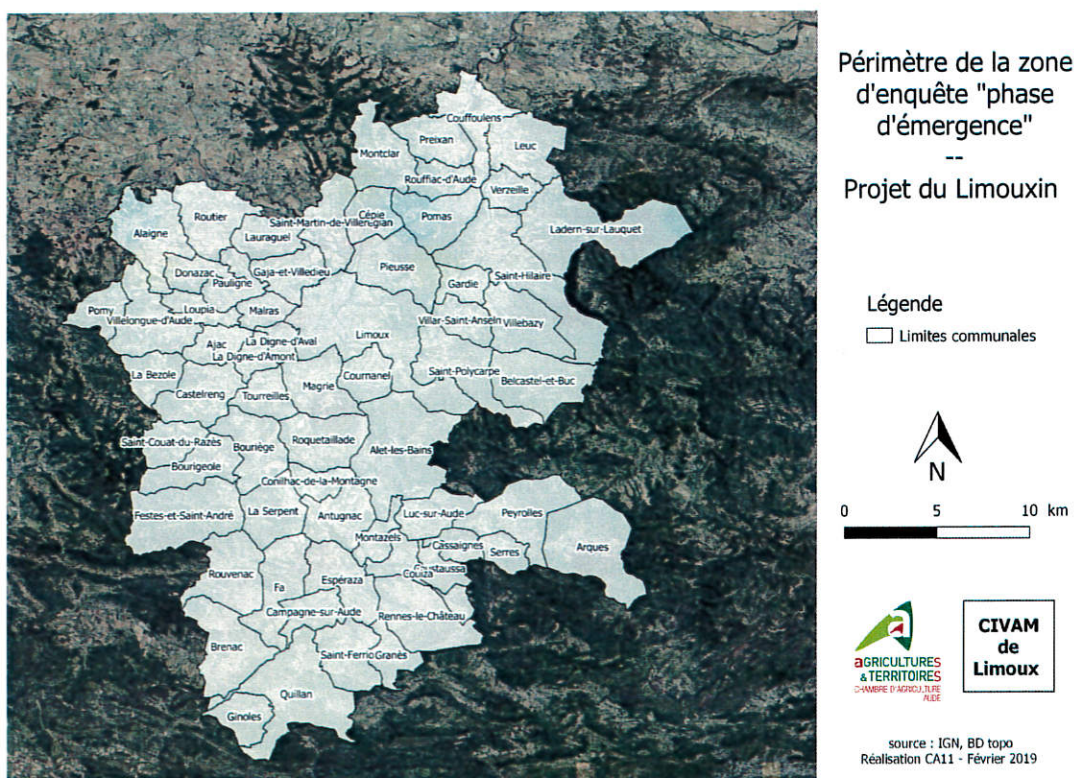 Périmètre de la zone
d'enquête "phase
d'émergence"
--
Projet du Limouxin
Légende
Limites communales
N
0 5 10 km
aGRICULTURES
& TERRITOIRES
CHAMBRE D'AGRICULTURE
AUDE
CIVAM
de
Limoux
source : IGN, BD topo
Réalisation CA11 - Février 2019
Couffoulens
Preixan
Leuc
Montclar
Rouffiac-d'Aude
Verzeille
Routier
Cépie
Pomas
Saint-Martin-de-Villereglan
Alaigne
Lauraguel
Ladern-sur-Lauquet
Pieusse
Donazac
Gaja-et-Villedieu
Saint-Hilaire
Pauligne
Gardie
Pomy
Loupia
Malras
Villelongue-d'Aude
Villar-Saint-Anselme
Villebazy
Limoux
Ajac
La Digne-d'Aval
La Digne-d'Amont
La Bezole
Cournanel
Saint-Polycarpe
Magrie
Belcastel-et-Buc
Castelreng
Tourreilles
Saint-Couat-du-Razès
Bouriège
Roquetaillade
Alet-les-Bains
Bourigeole
Conilhac-de-la-Montagne
Festes-et-Saint-André
La Serpent
Antugnac
Luc-sur-Aude
Peyrolles
Montazels
Cassaignes
Serres
Arques
Rouvenac
Fa
Espéraza
Couiza
Campagne-sur-Aude
Rennes-le-Château
Brenac
Saint-Ferriol
Granès
Quillan
Ginoles